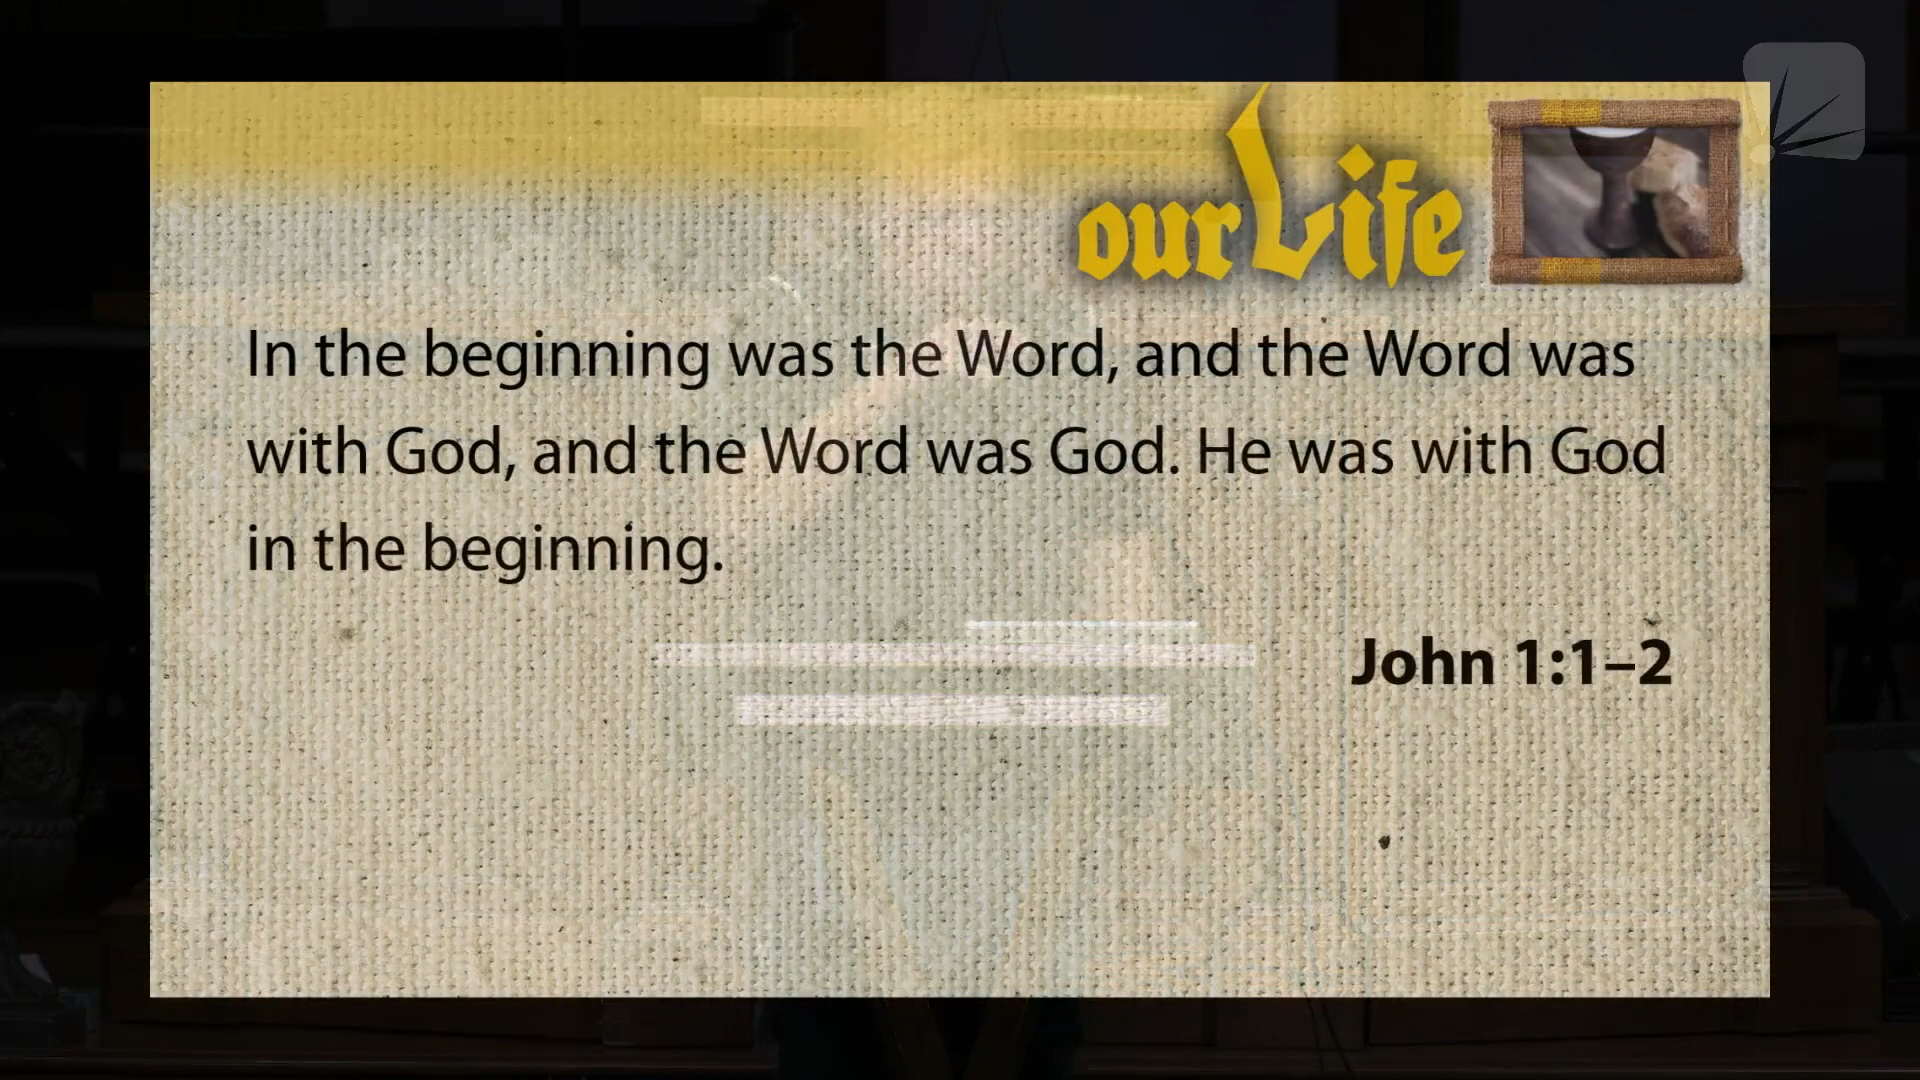 our Life
In the beginning was the Word, and the Word was
with God, and the Word was God. He was with God
in the beginning.
John 1:1–2